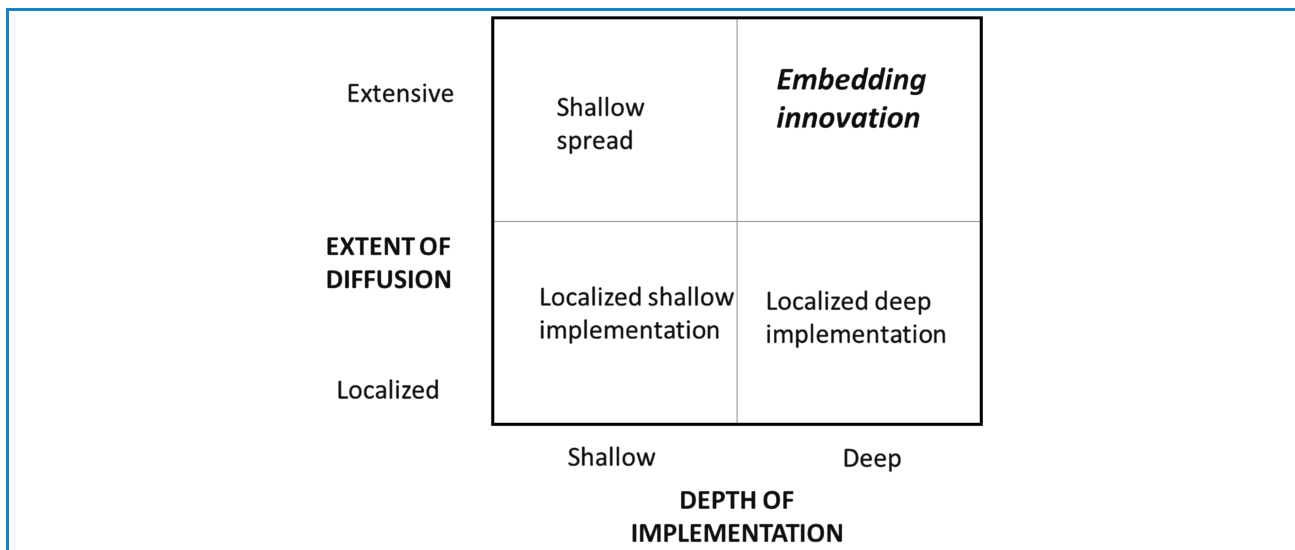 Extensive
Shallow
spread
Embedding
innovation
EXTENT OF
DIFFUSION
Localized shallow
implementation
Localized deep
implementation
Localized
Shallow
Deep
DEPTH OF
IMPLEMENTATION